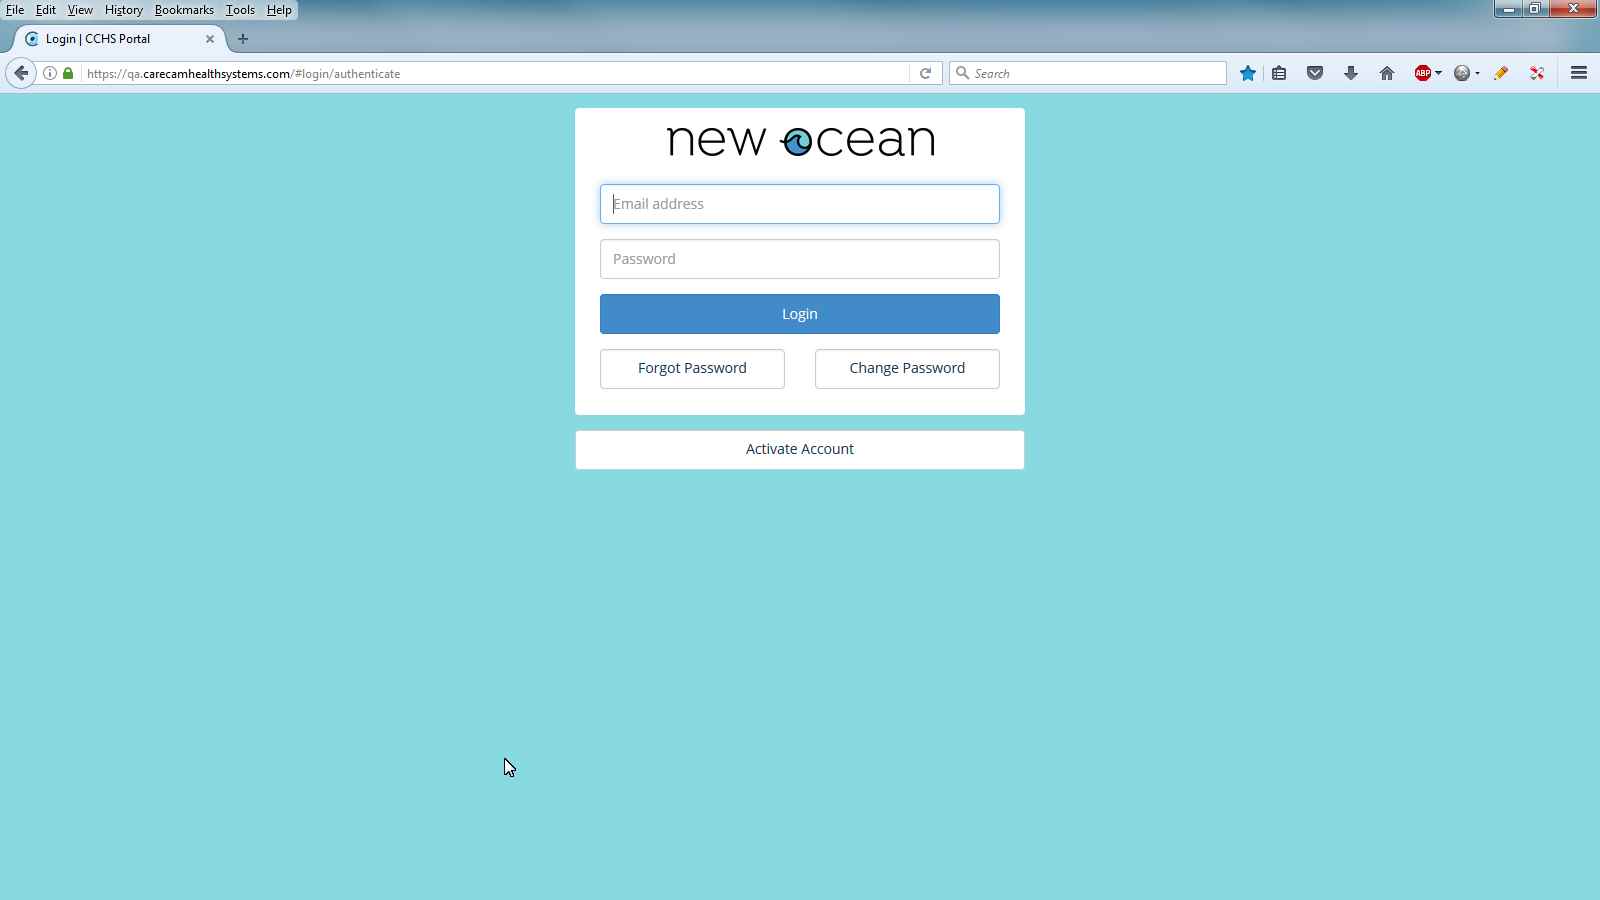 File Edit View History Bookmarks Tools Help
Login | CCHS Portal
https://qa.carecamhealthsystems.com/#login/authenticate
Search
ABP
new ocean
Email address
Password
Login
Forgot Password Change Password
Activate Account